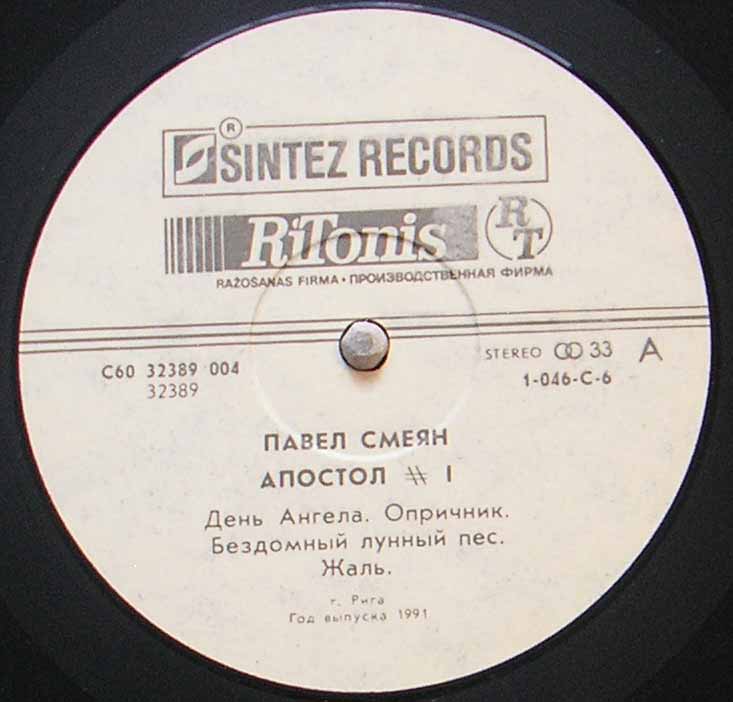 ®
SINTEZ RECORDS
RiTonis RT
RAŽOŠANAS FIRMA • ПРОИЗВОДСТВЕННАЯ ФИРМА
С60 32389 004
32389
STEREO 33 A
1-046-С-6
ПАВЕЛ СМЕЯН
АПОСТОЛ # 1
День Ангела. Опричник.
Бездомный лунный пес.
Жаль.
г. Рига
Год выпуска 1991